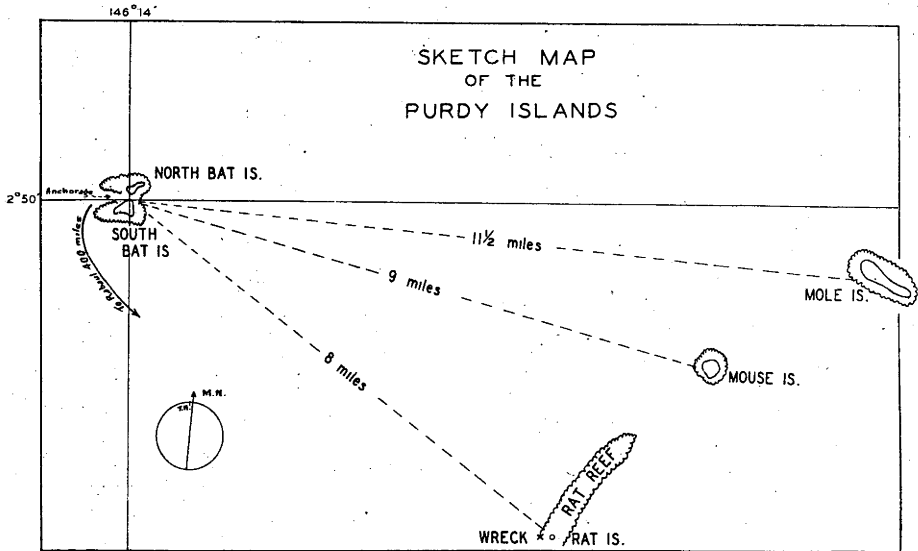 146°14'
SKETCH MAP
OF THE
PURDY ISLANDS
NORTH BAT IS.
Anchorage
2°50'
SOUTH
BAT IS
To Rabaul 400 miles
11½ miles
9 miles
8 miles
MOLE IS.
MOUSE IS.
M.N.
T.N.
RAT REEF
WRECK
RAT IS.